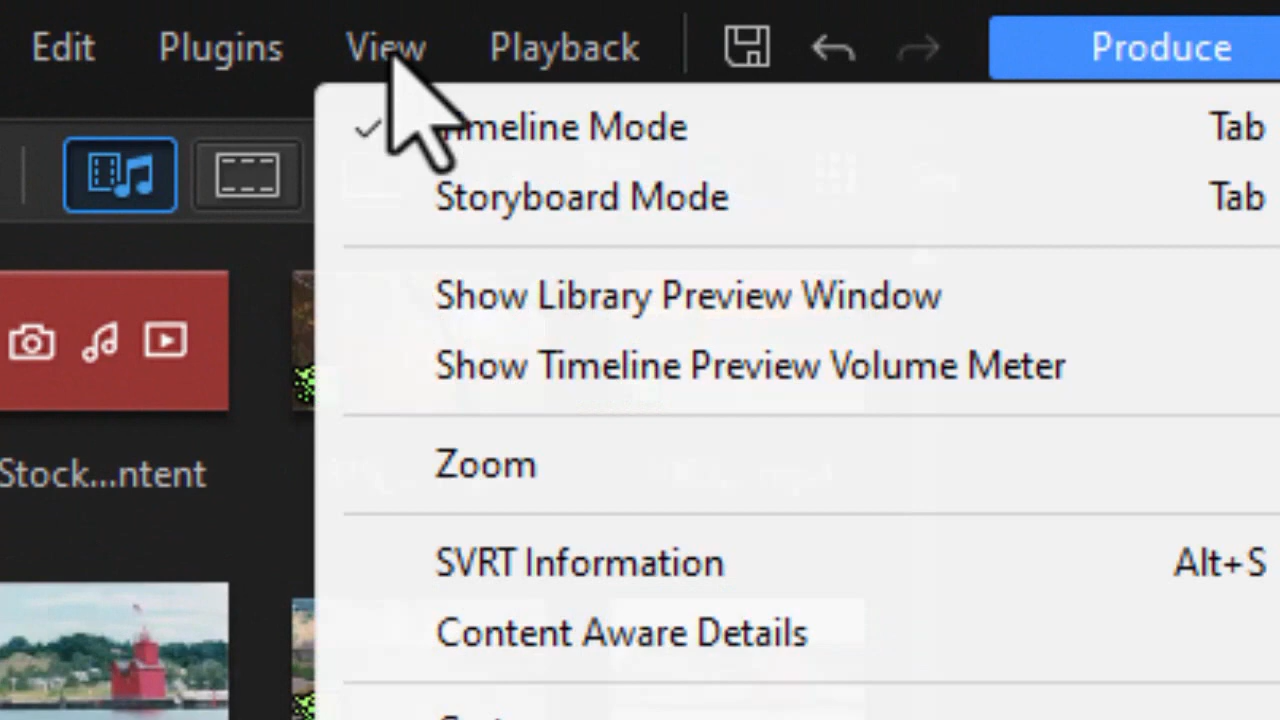 Edit Plugins View Playback Produce
Timeline Mode Tab
Storyboard Mode Tab
Show Library Preview Window
Show Timeline Preview Volume Meter
Zoom
Stock...ntent
SVRT Information Alt+S
Content Aware Details